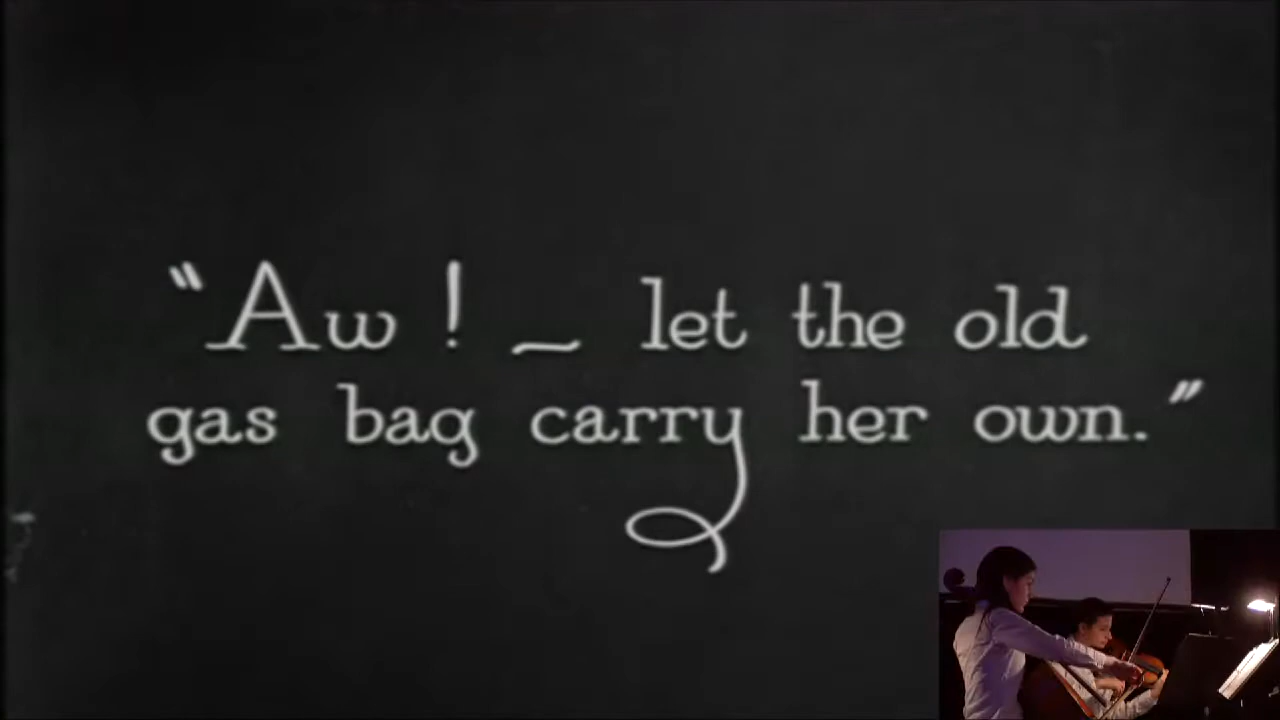 “Aw! — let the old
gas bag carry her own.”